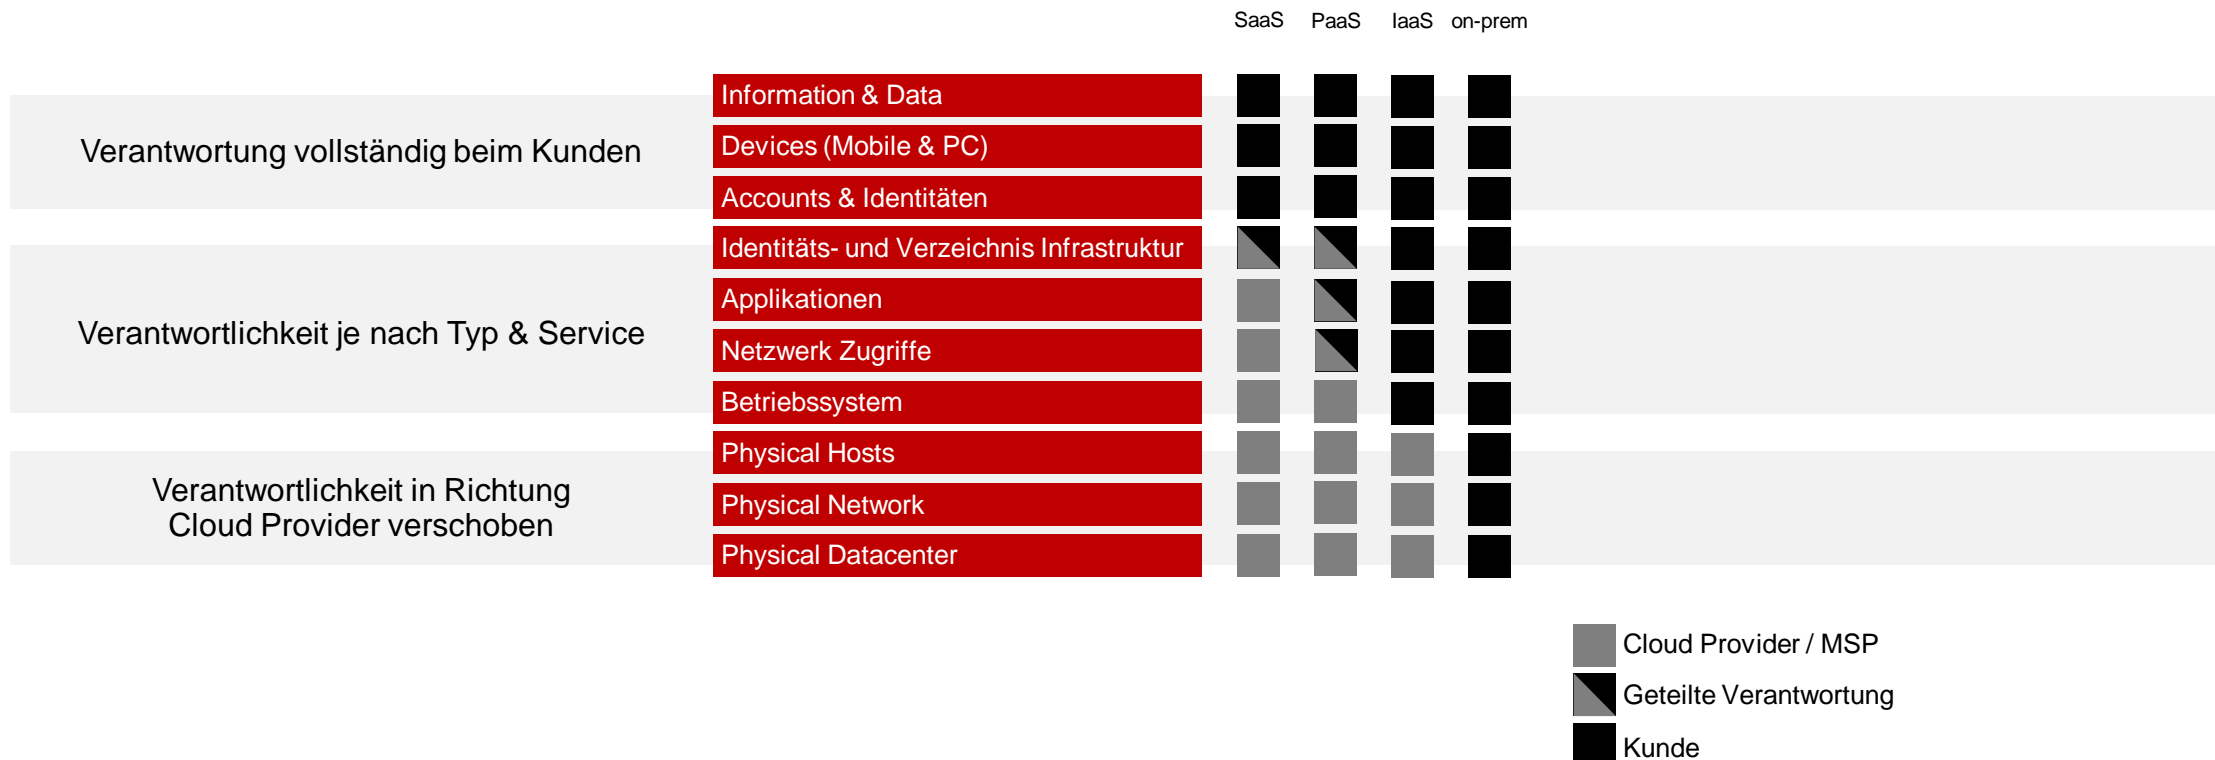 SaaS PaaS IaaS on-prem
Information & Data
Verantwortung vollständig beim Kunden
Devices (Mobile & PC)
Accounts & Identitäten
Identitäts- und Verzeichnis Infrastruktur
Applikationen
Verantwortlichkeit je nach Typ & Service
Netzwerk Zugriffe
Betriebssystem
Physical Hosts
Verantwortlichkeit in Richtung
Cloud Provider verschoben
Physical Network
Physical Datacenter
Cloud Provider / MSP
Geteilte Verantwortung
Kunde